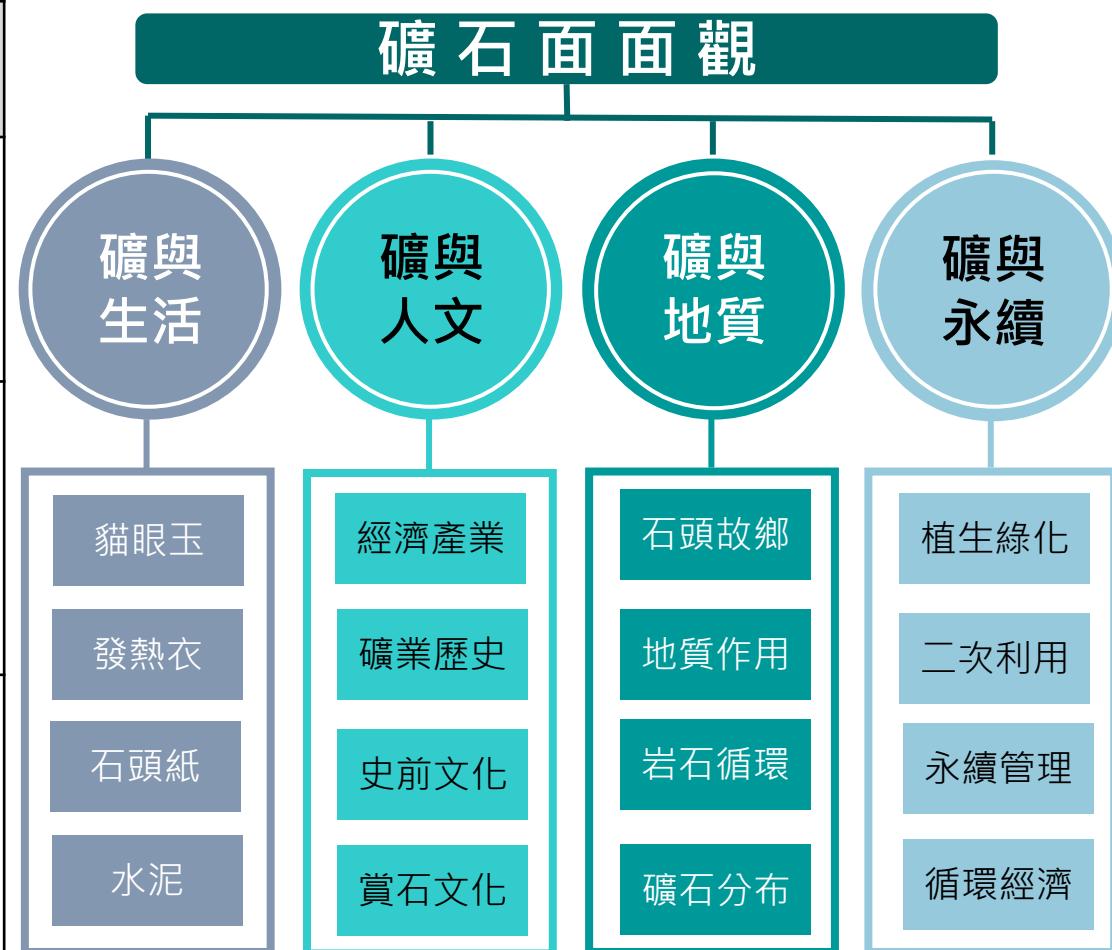 礦石面面觀
礦與
生活
礦與
人文
礦與
地質
礦與
永續
貓眼玉
發熱衣
石頭紙
水泥
經濟產業
礦業歷史
史前文化
賞石文化
石頭故鄉
地質作用
岩石循環
礦石分布
植生綠化
二次利用
永續管理
循環經濟